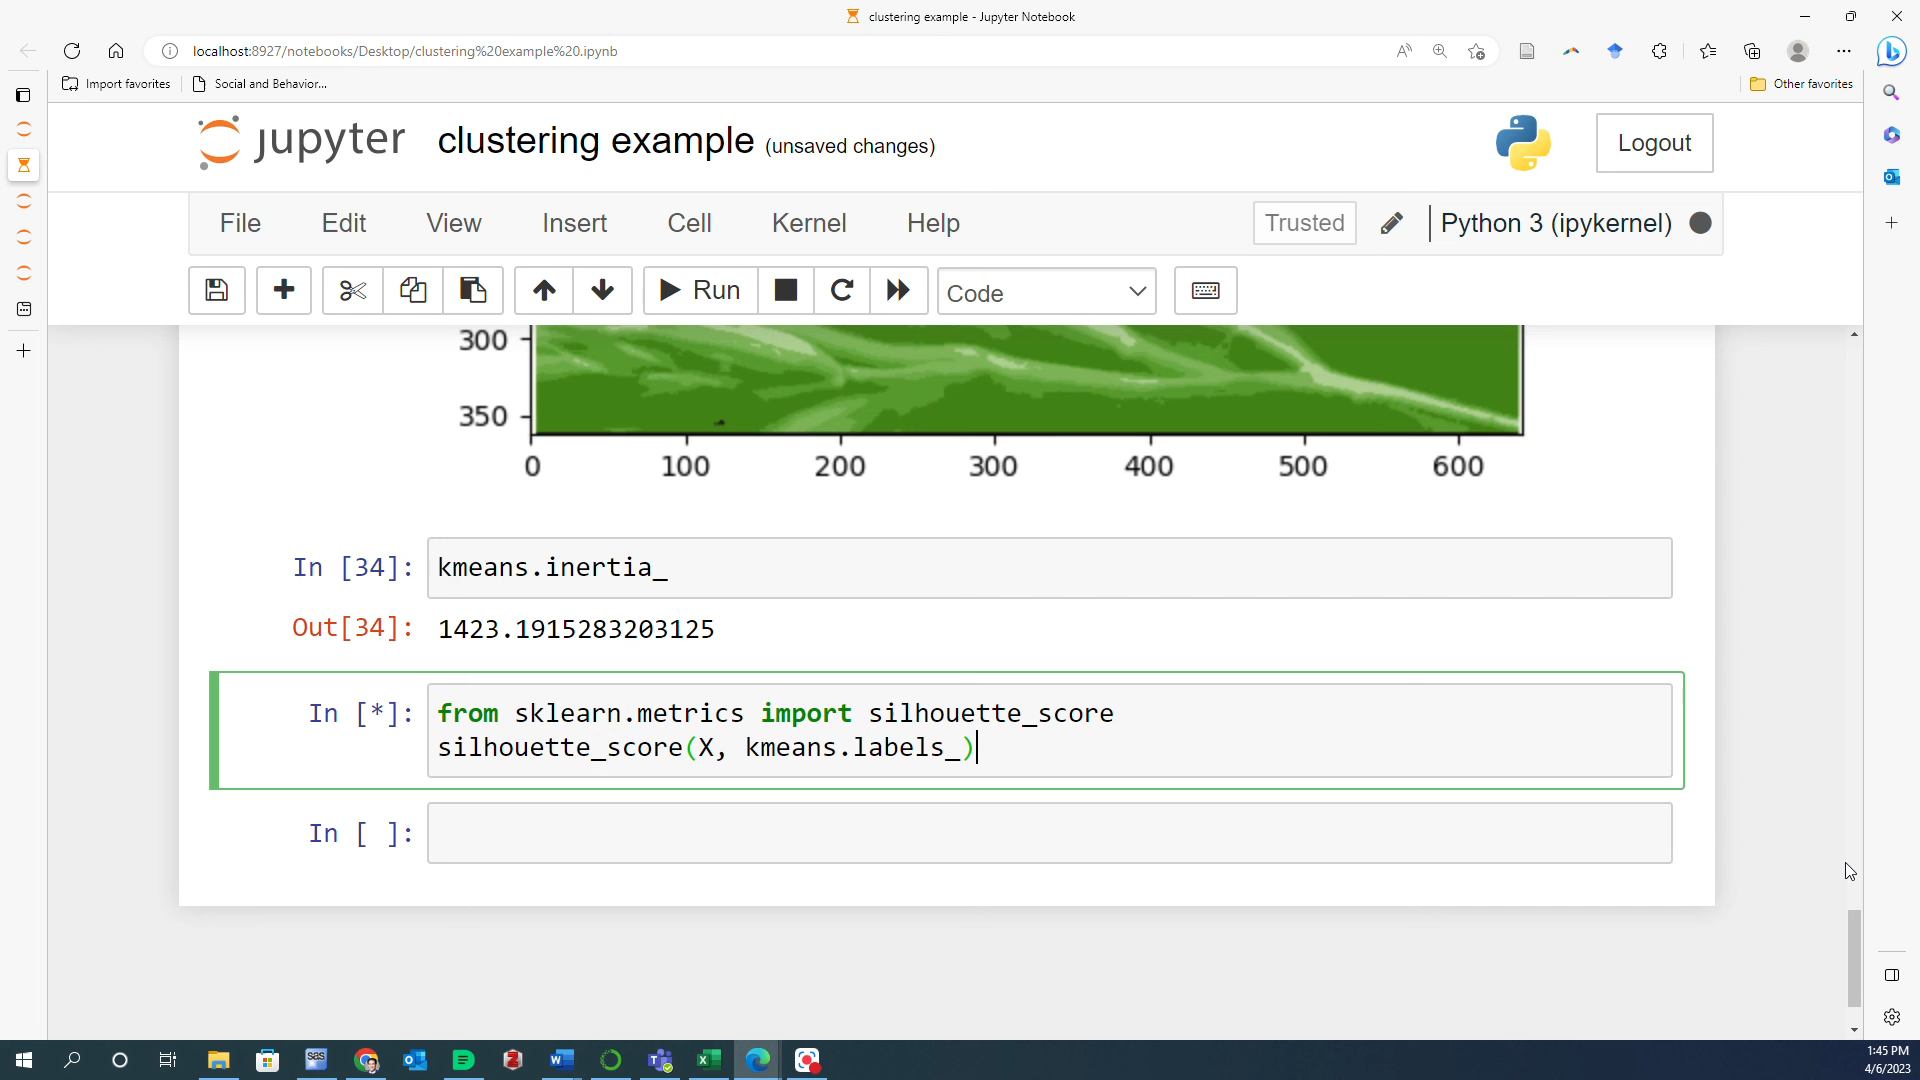 clustering example - Jupyter Notebook
localhost:8927/notebooks/Desktop/clustering%20example%20.ipynb
Import favorites
Social and Behavior...
Other favorites
jupyter
clustering example (unsaved changes)
Logout
File Edit View Insert Cell Kernel Help
Trusted
Python 3 (ipykernel)
Run
Code
300
350
0 100 200 300 400 500 600
In [34]: kmeans.inertia_
Out[34]: 1423.1915283203125
In [*]: from sklearn.metrics import silhouette_score
silhouette_score(X, kmeans.labels_)
In [ ]:
sas
1:45 PM
4/6/2023